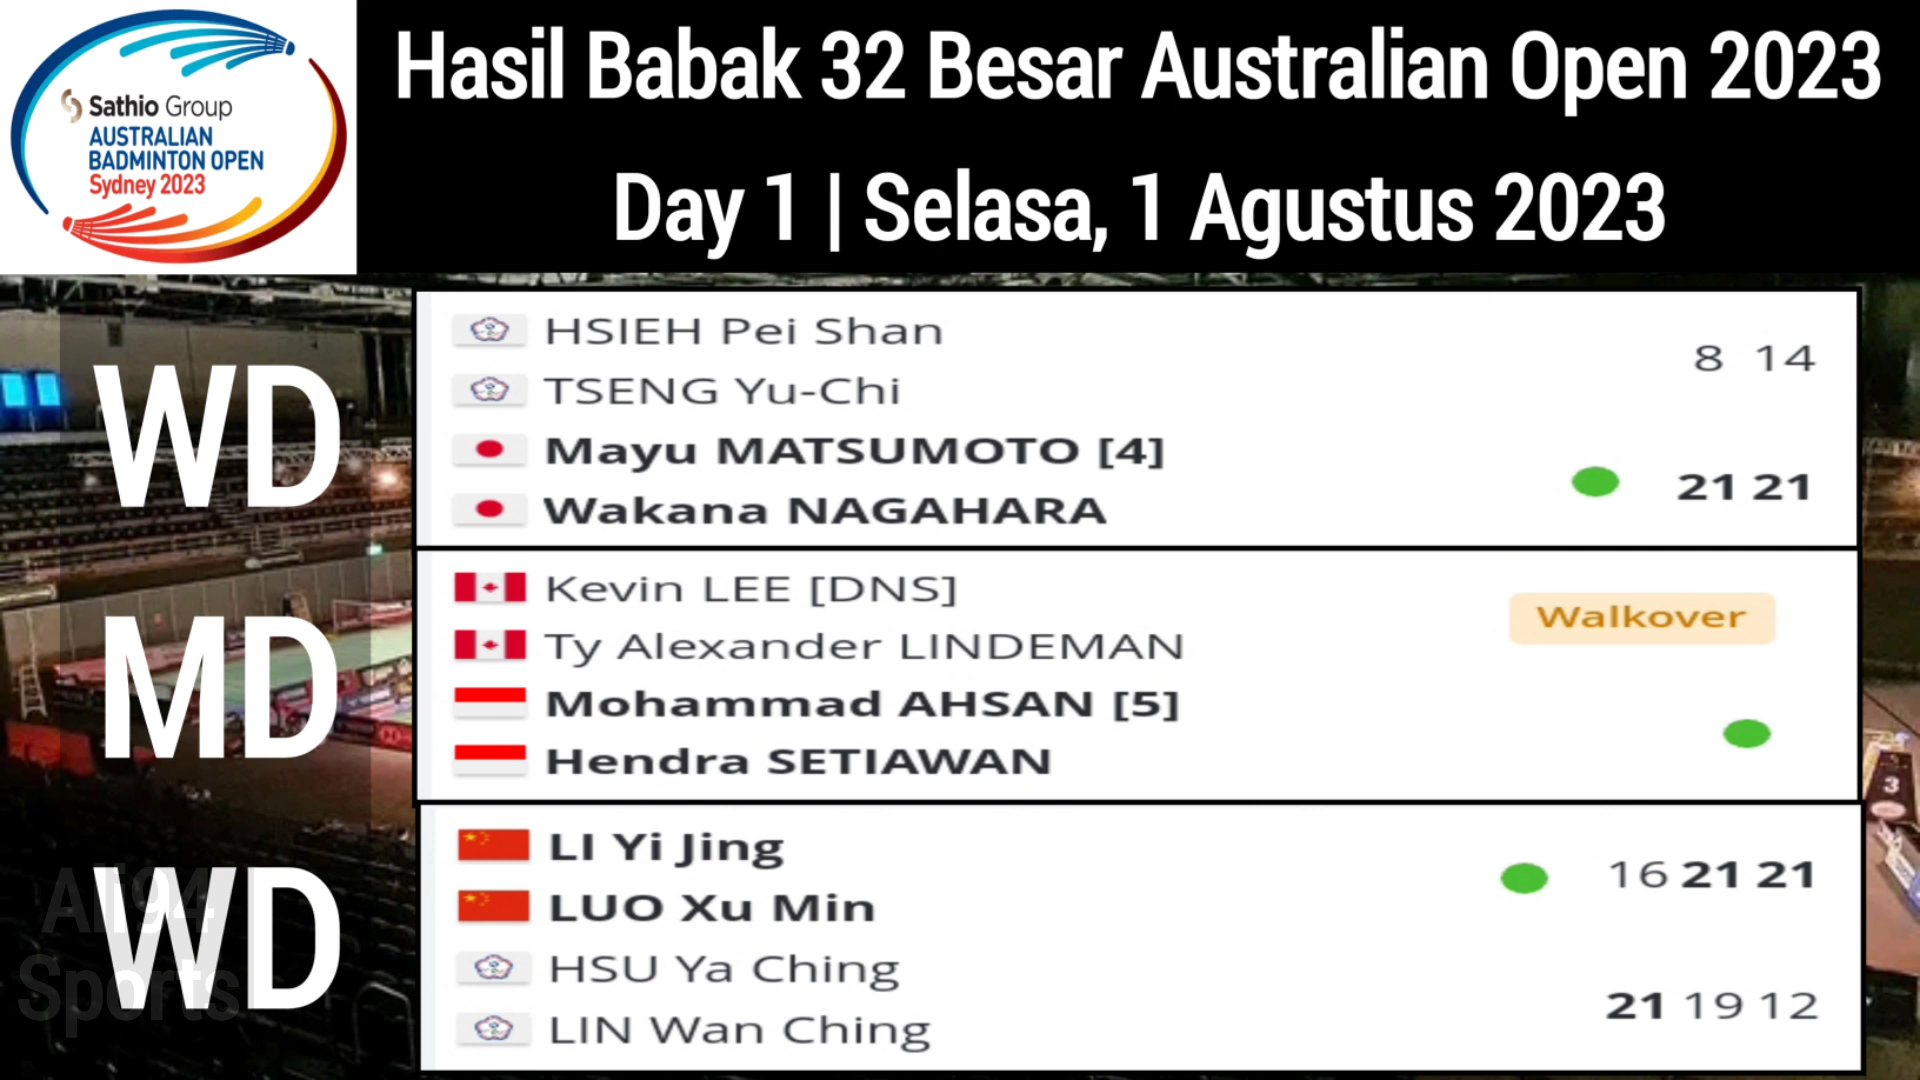 Sathio Group
AUSTRALIAN
BADMINTON OPEN
Sydney 2023
Hasil Babak 32 Besar Australian Open 2023
Day 1 | Selasa, 1 Agustus 2023
WD
HSIEH Pei Shan
TSENG Yu-Chi
8 14
Mayu MATSUMOTO [4]
Wakana NAGAHARA
21 21
MD
Kevin LEE [DNS]
Ty Alexander LINDEMAN
Walkover
Mohammad AHSAN [5]
Hendra SETIAWAN
WD
LI Yi Jing
LUO Xu Min
16 21 21
HSU Ya Ching
LIN Wan Ching
21 19 12
Ali94
Sports
3